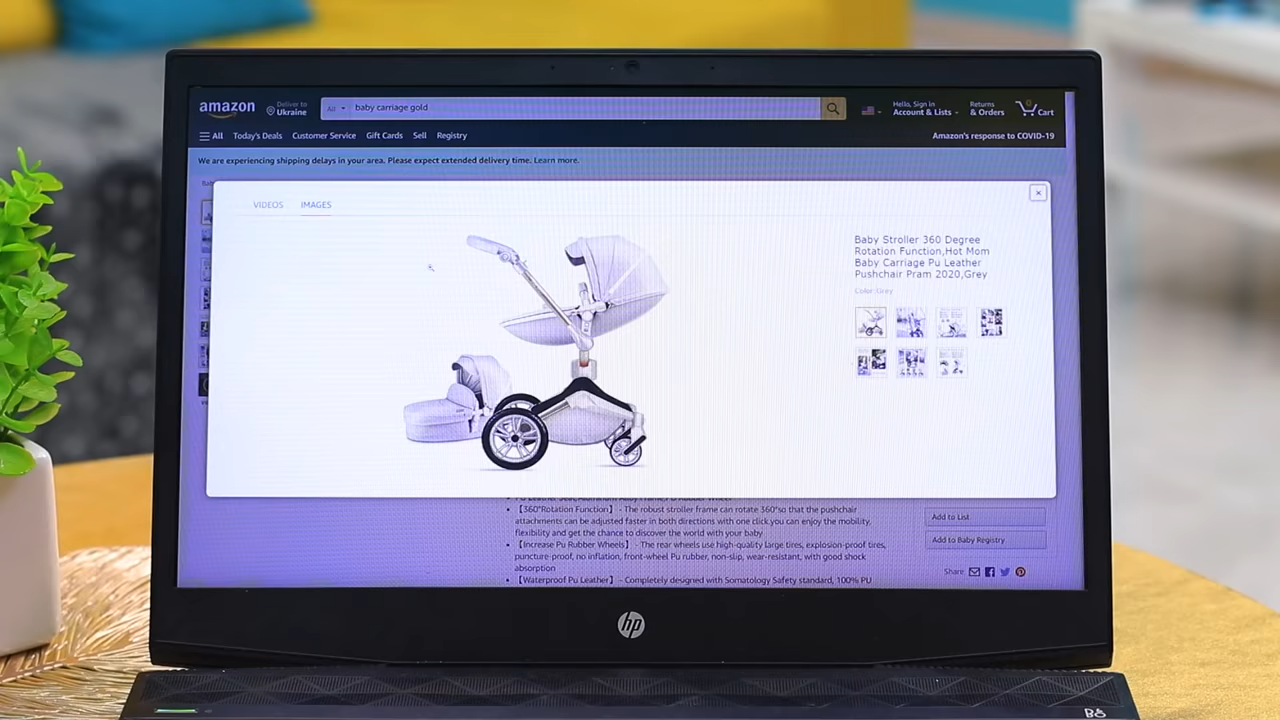 amazon
Deliver to
Ukraine
All
baby carriage gold
Hello, Sign in
Account & Lists
Returns
& Orders
0
Cart
All
Today's Deals
Customer Service
Gift Cards
Sell
Registry
Amazon's response to COVID-19
We are experiencing shipping delays in your area. Please expect extended delivery time. Learn more.
VIDEOS
IMAGES
Baby Stroller 360 Degree
Rotation Function,Hot Mom
Baby Carriage Pu Leather
Pushchair Pram 2020,Grey
Color:Grey
【360°Rotation Function】 - The robust stroller frame can rotate 360°so that the pushchair
attachments can be adjusted faster in both directions with one click,you can enjoy the mobility,
flexibility and get the chance to discover the world with your baby
【Increase Pu Rubber Wheels】 - The rear wheels use high-quality large tires, explosion-proof tires,
puncture-proof, no inflation, front-wheel Pu rubber, non-slip, wear-resistant, with good shock
absorption
【Waterproof Pu Leather】 - Completely designed with Somatology Safety standard, 100% PU
Add to List
Add to Baby Registry
Share
hp
B&O